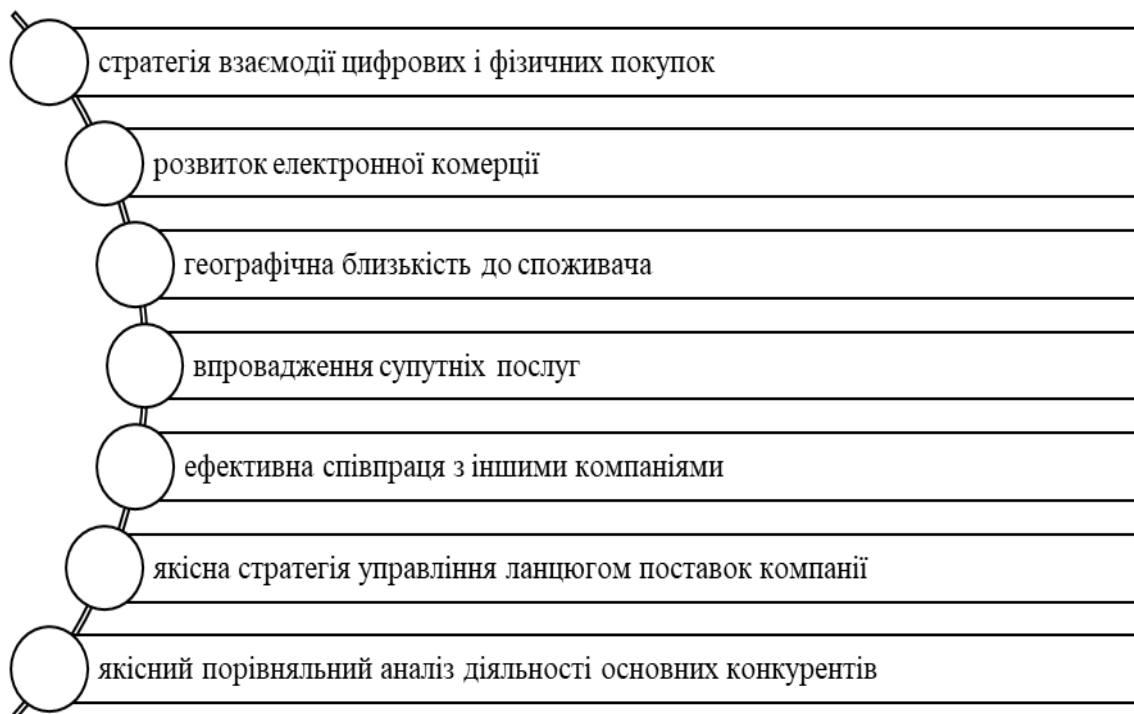 стратегія взаємодії цифрових і фізичних покупок
розвиток електронної комерції
географічна близькість до споживача
впровадження супутніх послуг
ефективна співпраця з іншими компаніями
якісна стратегія управління ланцюгом поставок компанії
якісний порівняльний аналіз діяльності основних конкурентів